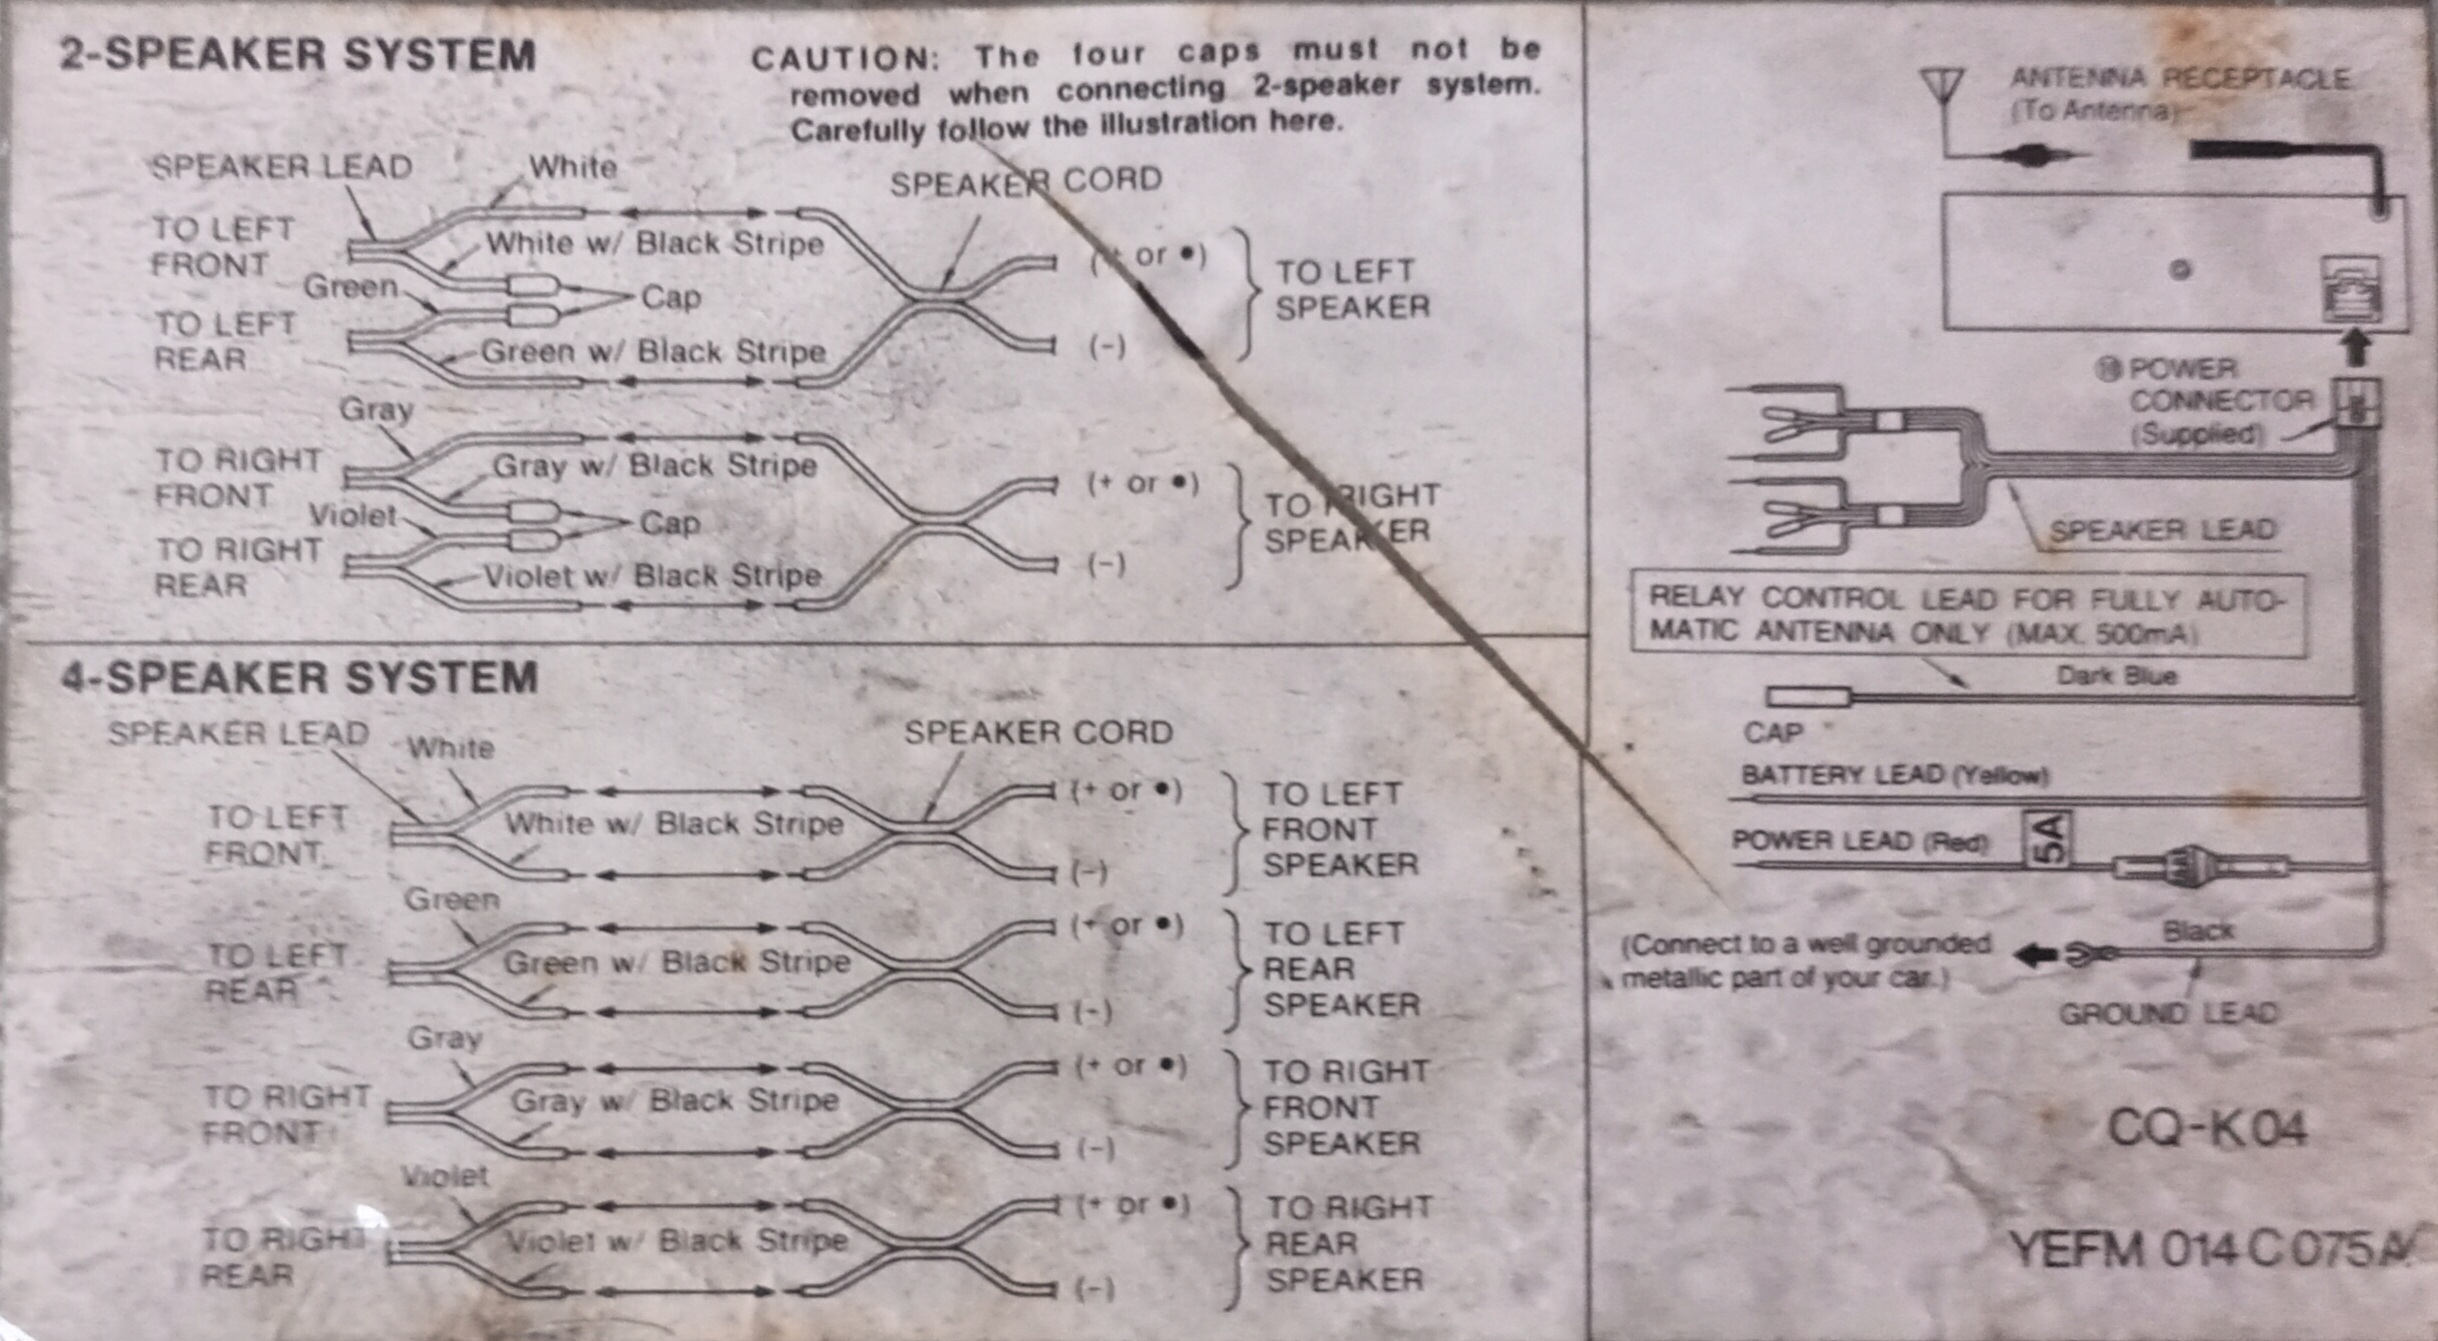 2-SPEAKER SYSTEM
CAUTION: The four caps must not be
removed when connecting 2-speaker system.
Carefully follow the illustration here.
SPEAKER LEAD
White
SPEAKER CORD
TO LEFT
FRONT
White w/ Black Stripe
(+ or •)
TO LEFT
SPEAKER
Green
Cap
TO LEFT
REAR
Green w/ Black Stripe
(-)
Gray
TO RIGHT
FRONT
Gray w/ Black Stripe
(+ or •)
TO RIGHT
SPEAKER
Violet
Cap
TO RIGHT
REAR
Violet w/ Black Stripe
(-)
4-SPEAKER SYSTEM
SPEAKER LEAD
White
SPEAKER CORD
TO LEFT
FRONT
White w/ Black Stripe
(+ or •)
(-)
TO LEFT
FRONT
SPEAKER
Green
TO LEFT
REAR
Green w/ Black Stripe
(+ or •)
(-)
TO LEFT
REAR
SPEAKER
Gray
TO RIGHT
FRONT
Gray w/ Black Stripe
(+ or •)
(-)
TO RIGHT
FRONT
SPEAKER
Violet
TO RIGHT
REAR
Violet w/ Black Stripe
(+ or •)
(-)
TO RIGHT
REAR
SPEAKER
ANTENNA RECEPTACLE
(To Antenna)
POWER
CONNECTOR
(Supplied)
SPEAKER LEAD
RELAY CONTROL LEAD FOR FULLY AUTO-
MATIC ANTENNA ONLY (MAX. 500mA)
Dark Blue
CAP
BATTERY LEAD (Yellow)
POWER LEAD (Red)
5A
Black
(Connect to a well grounded
metallic part of your car.)
GROUND LEAD
CQ-K04
YEFM 014 C 075A